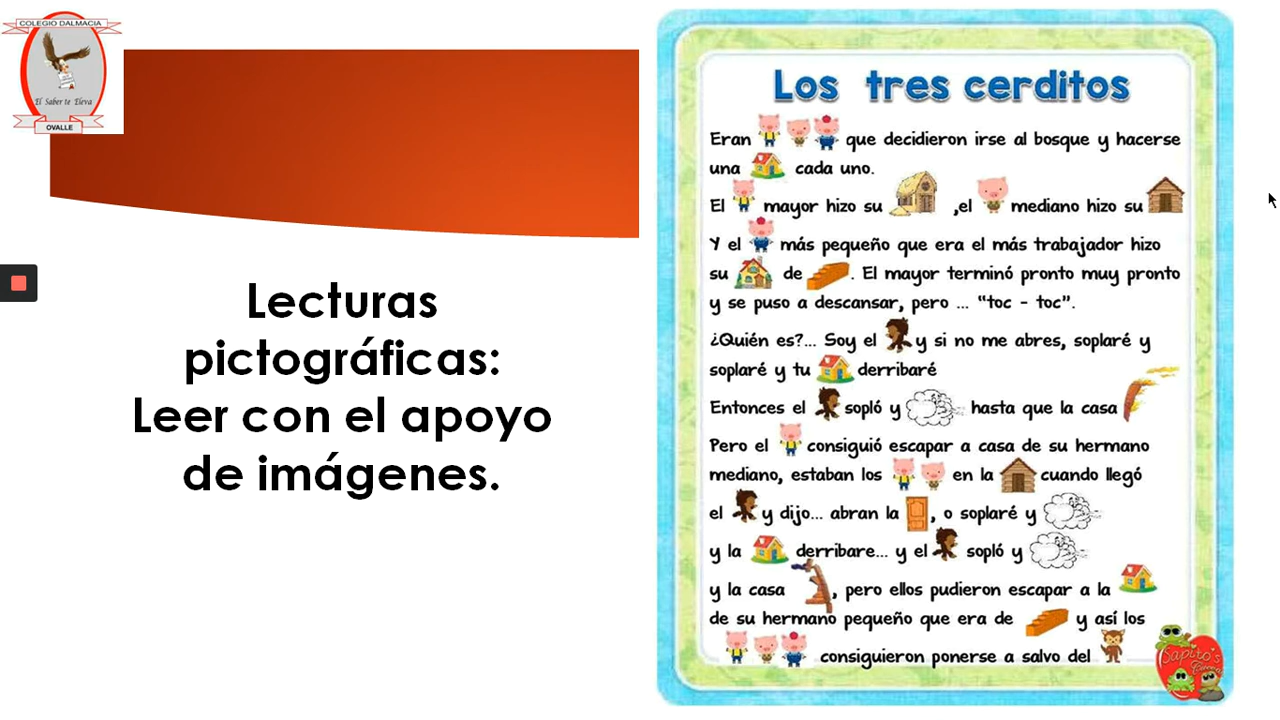 COLEGIO DALMACIA
El Saber te Eleva
OVALLE
Lecturas
pictográficas:
Leer con el apoyo
de imágenes.
Los tres cerditos
Eran que decidieron irse al bosque y hacerse
una cada uno.
El mayor hizo su ,el mediano hizo su
Y el más pequeño que era el más trabajador hizo
su de . El mayor terminó pronto muy pronto
y se puso a descansar, pero ... “toc - toc”.
¿Quién es?... Soy el y si no me abres, soplaré y
soplaré y tu derribaré
Entonces el sopló y hasta que la casa
Pero el consiguió escapar a casa de su hermano
mediano, estaban los en la cuando llegó
el y dijo... abran la , o soplaré y
y la derribare... y el sopló y
y la casa , pero ellos pudieron escapar a la
de su hermano pequeño que era de y así los
consiguieron ponerse a salvo del
Sapito's